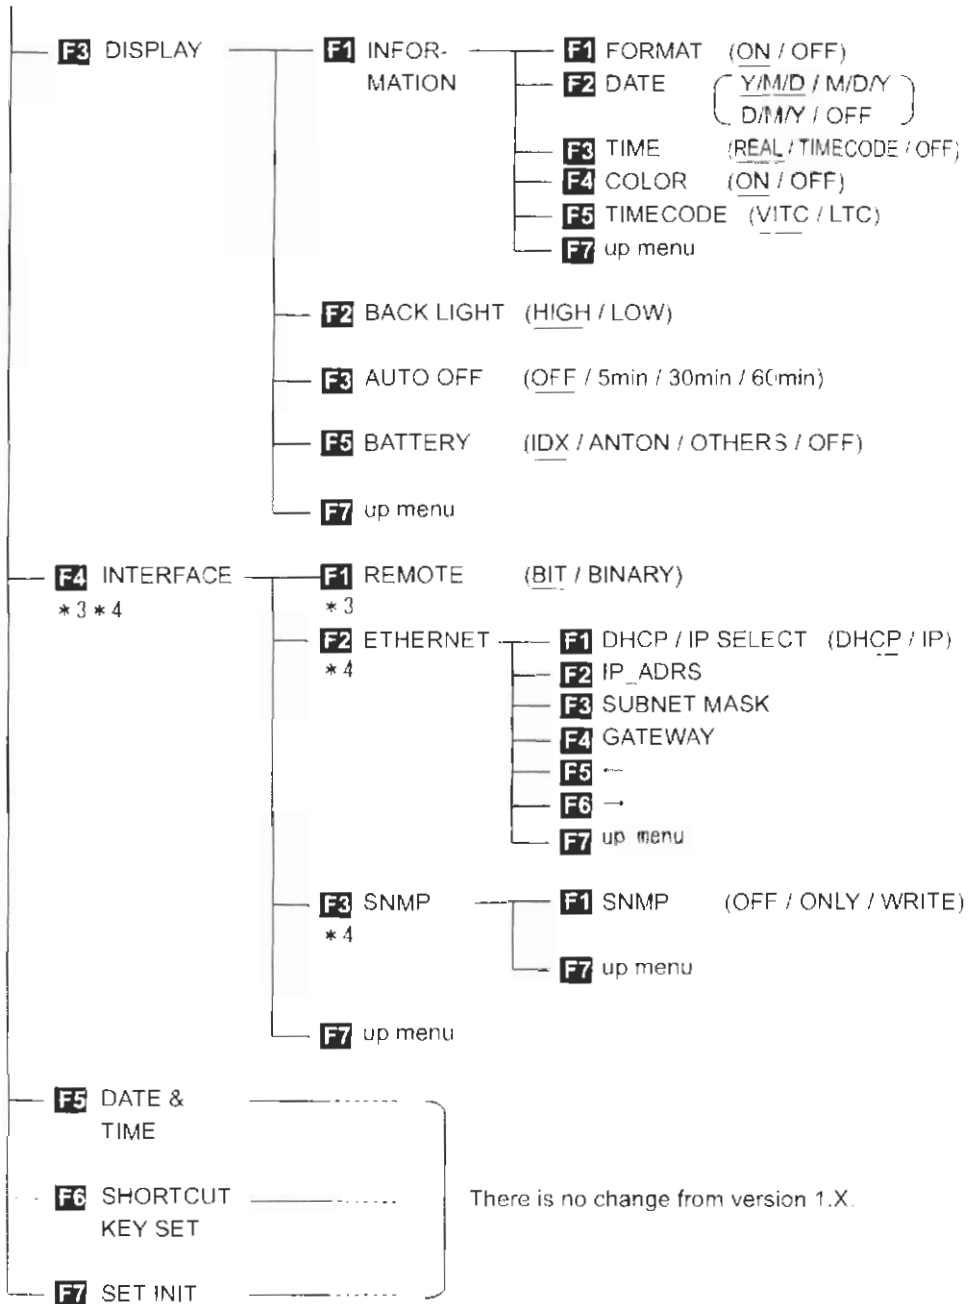 F3 DISPLAY F1 INFOR- F1 FORMAT (ON / OFF)
MATION F2 DATE Y/M/D / M/D/Y
D/M/Y / OFF
F3 TIME (REAL / TIMECODE / OFF)
F4 COLOR (ON / OFF)
F5 TIMECODE (VITC / LTC)
F7 up menu
F2 BACK LIGHT (HIGH / LOW)
F3 AUTO OFF (OFF / 5min / 30min / 60min)
F5 BATTERY (IDX / ANTON / OTHERS / OFF)
F7 up menu
F4 INTERFACE F1 REMOTE (BIT / BINARY)
*3 *4 *3
F2 ETHERNET F1 DHCP / IP SELECT (DHCP / IP)
*4 F2 IP_ADRS
F3 SUBNET MASK
F4 GATEWAY
F5 ←
F6 →
F7 up menu
F3 SNMP F1 SNMP (OFF / ONLY / WRITE)
*4
F7 up menu
F7 up menu
F5 DATE &
TIME
F6 SHORTCUT There is no change from version 1.X.
KEY SET
F7 SET INIT